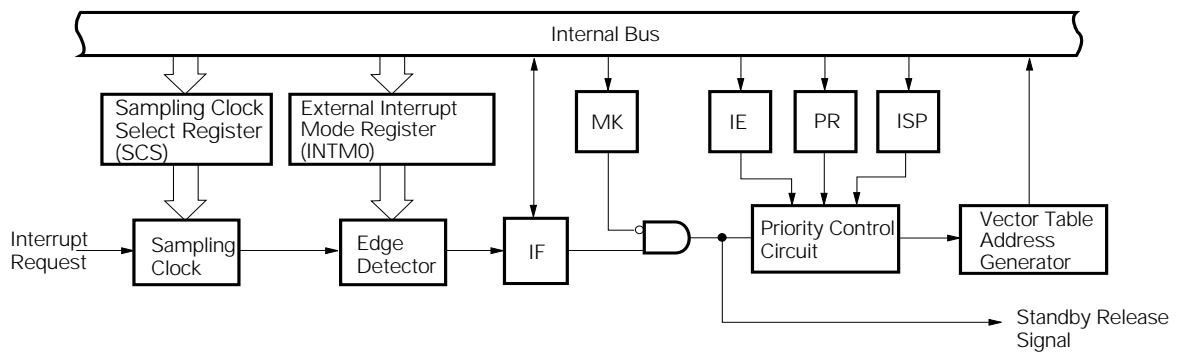 Internal Bus
Sampling Clock
Select Register
(SCS)
External Interrupt
Mode Register
(INTM0)
MK
IE
PR
ISP
Interrupt
Request
Sampling
Clock
Edge
Detector
IF
Priority Control
Circuit
Vector Table
Address
Generator
Standby Release
Signal